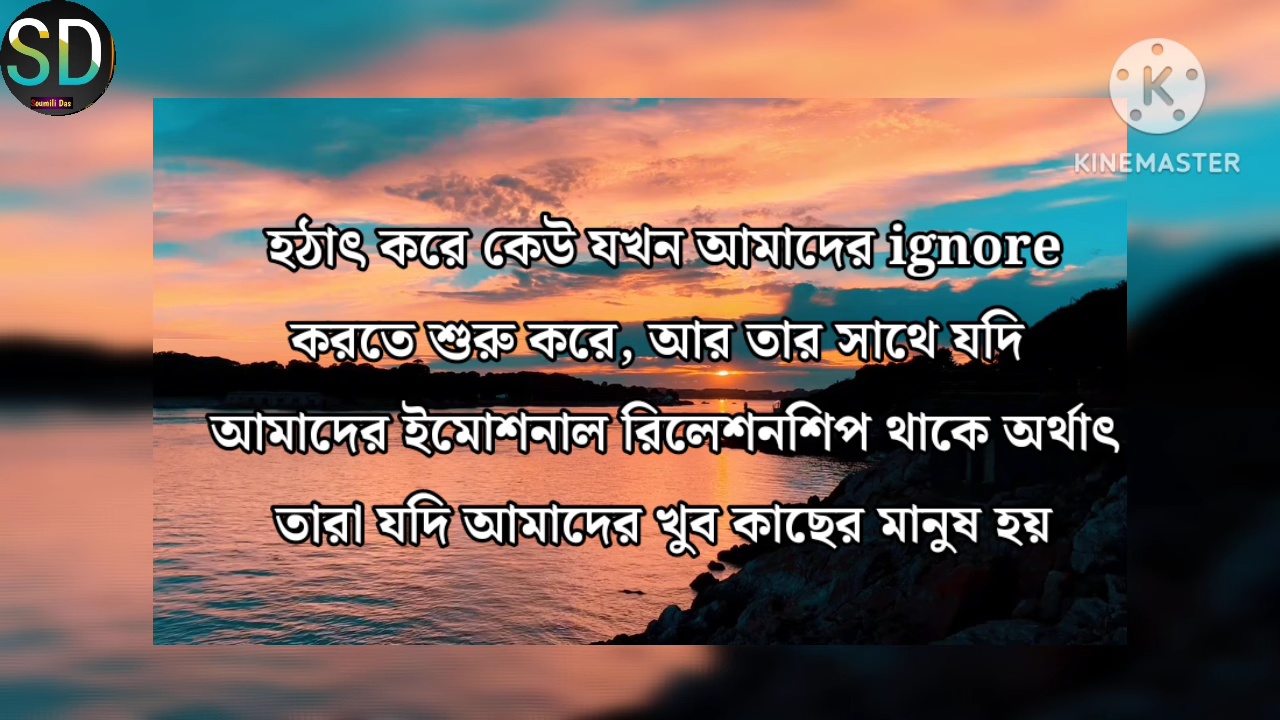 SD
Soumili Das
KINEMASTER
হঠাৎ করে কেউ যখন আমাদের ignore
করতে শুরু করে, আর তার সাথে যদি
আমাদের ইমোশনাল রিলেশনশিপ থাকে অর্থাৎ
তারা যদি আমাদের খুব কাছের মানুষ হয়